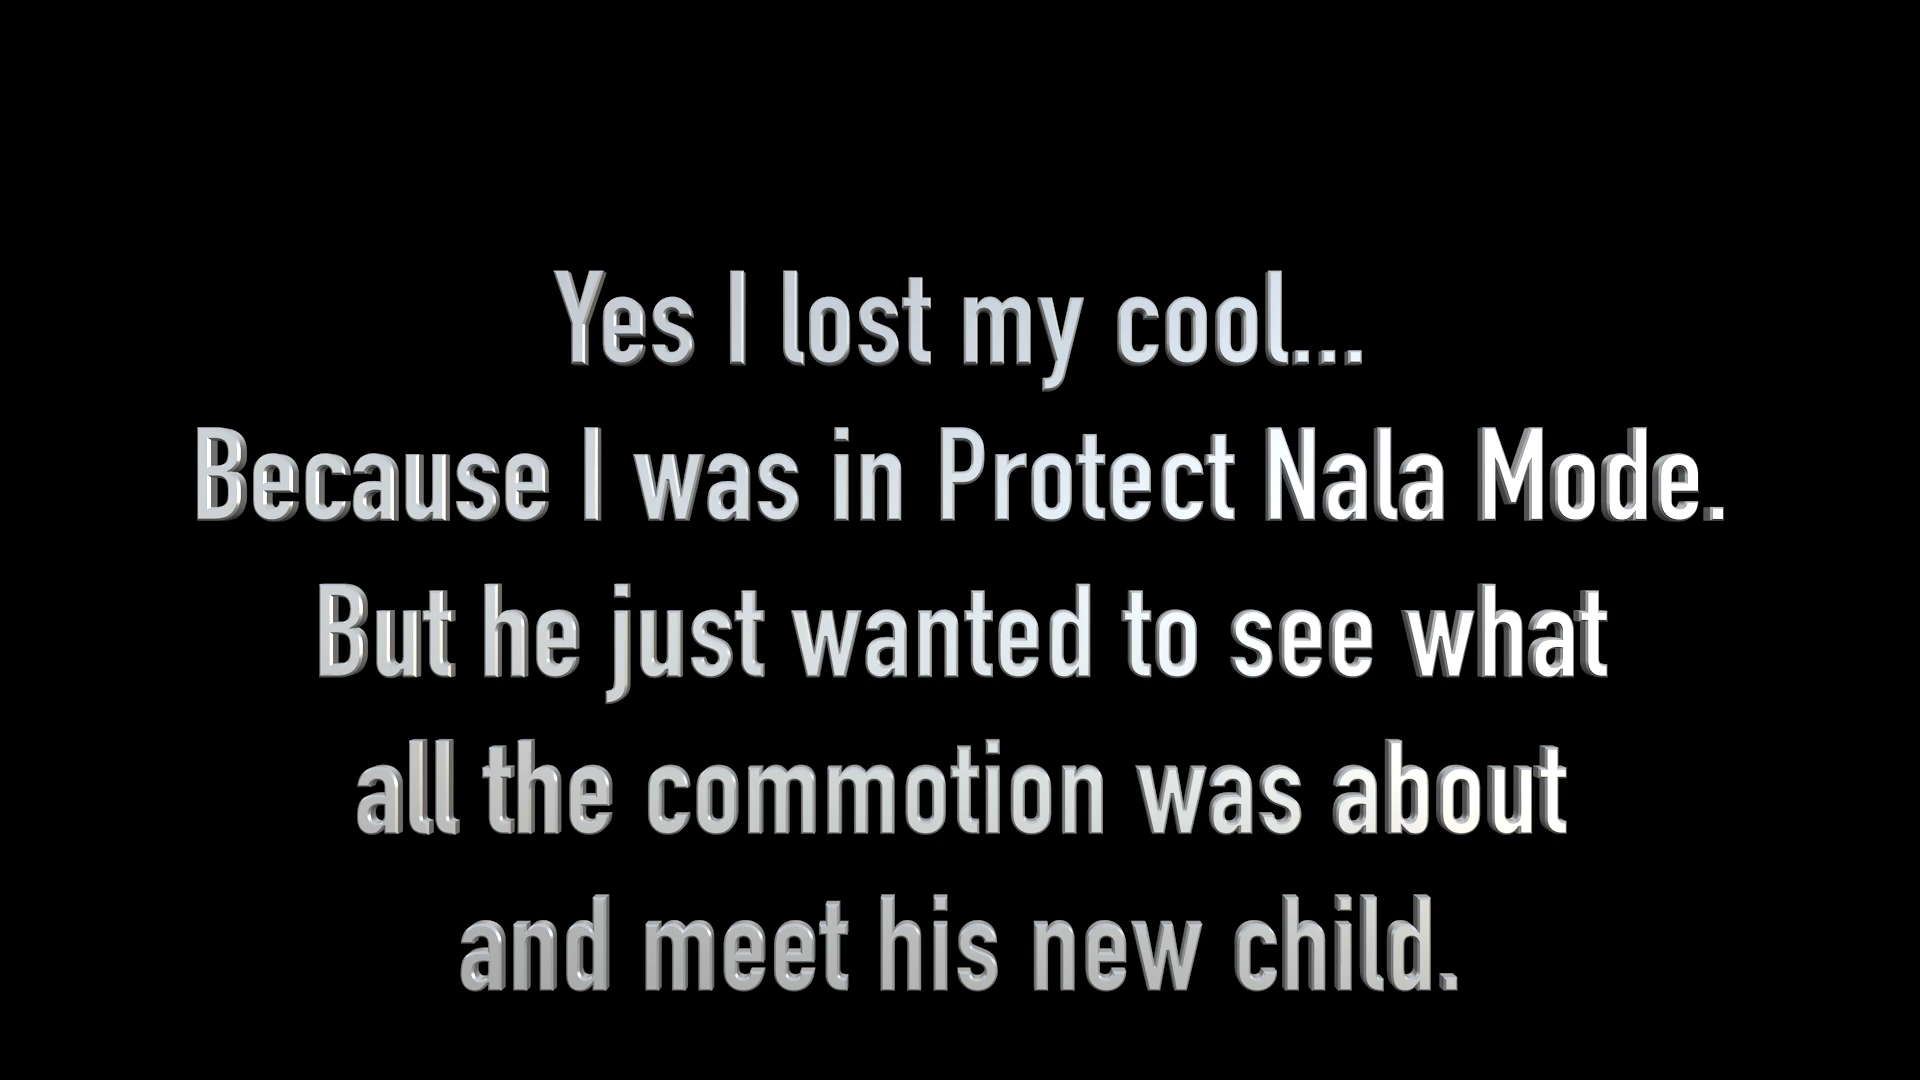 Yes I lost my cool...
Because I was in Protect Nala Mode.
But he just wanted to see what
all the commotion was about
and meet his new child.